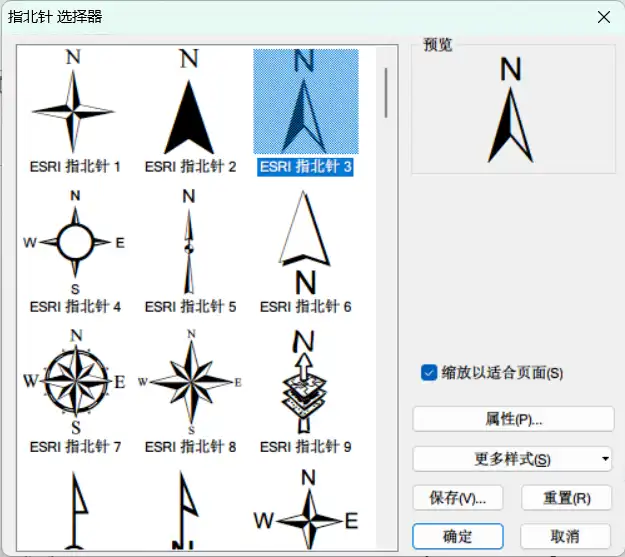 指北针 选择器
预览
N
N
N
N
ESRI 指北针 1
ESRI 指北针 2
ESRI 指北针 3
N
W
E
S
N
N
ESRI 指北针 4
ESRI 指北针 5
ESRI 指北针 6
N
W
E
S
N
W
E
S
N
ESRI 指北针 7
ESRI 指北针 8
ESRI 指北针 9
N
W
E
缩放以适合页面(S)
属性(P)...
更多样式(S)
保存(V)...
重置(R)
确定
取消